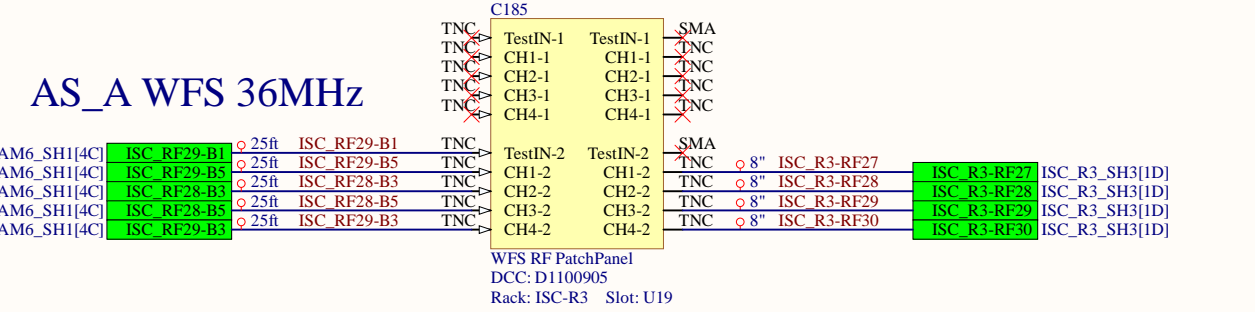 C185
TNC TestIN-1 TestIN-1 SMA
TNC CH1-1 CH1-1 TNC
TNC CH2-1 CH2-1 TNC
TNC CH3-1 CH3-1 TNC
TNC CH4-1 CH4-1 TNC
AS_A WFS 36MHz
AM6_SH1[4C] ISC_RF29-B1 25ft ISC_RF29-B1 TNC TestIN-2 TestIN-2 SMA
AM6_SH1[4C] ISC_RF29-B5 25ft ISC_RF29-B5 TNC CH1-2 CH1-2 TNC 8" ISC_R3-RF27 ISC_R3-RF27 ISC_R3_SH3[1D]
AM6_SH1[4C] ISC_RF28-B3 25ft ISC_RF28-B3 TNC CH2-2 CH2-2 TNC 8" ISC_R3-RF28 ISC_R3-RF28 ISC_R3_SH3[1D]
AM6_SH1[4C] ISC_RF28-B5 25ft ISC_RF28-B5 TNC CH3-2 CH3-2 TNC 8" ISC_R3-RF29 ISC_R3-RF29 ISC_R3_SH3[1D]
AM6_SH1[4C] ISC_RF29-B3 25ft ISC_RF29-B3 TNC CH4-2 CH4-2 TNC 8" ISC_R3-RF30 ISC_R3-RF30 ISC_R3_SH3[1D]
WFS RF PatchPanel
DCC: D1100905
Rack: ISC-R3 Slot: U19